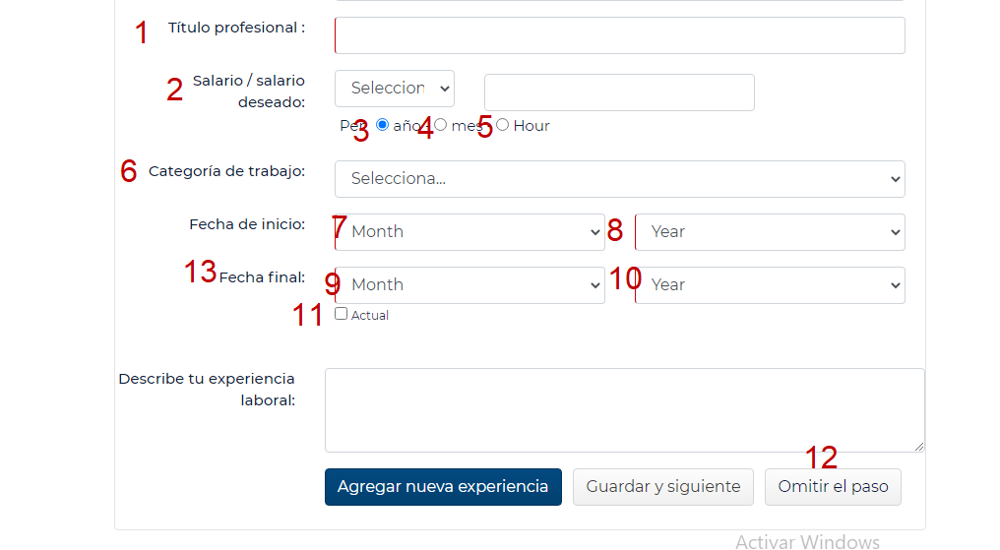 1 Título profesional :
2 Salario / salario
deseado:
Seleccion
Per 3 año 4 mes 5 Hour
6 Categoría de trabajo:
Selecciona...
Fecha de inicio:
7 Month
8 Year
13 Fecha final:
9 Month
10 Year
11 Actual
Describe tu experiencia
laboral:
12
Agregar nueva experiencia
Guardar y siguiente
Omitir el paso
Activar Windows